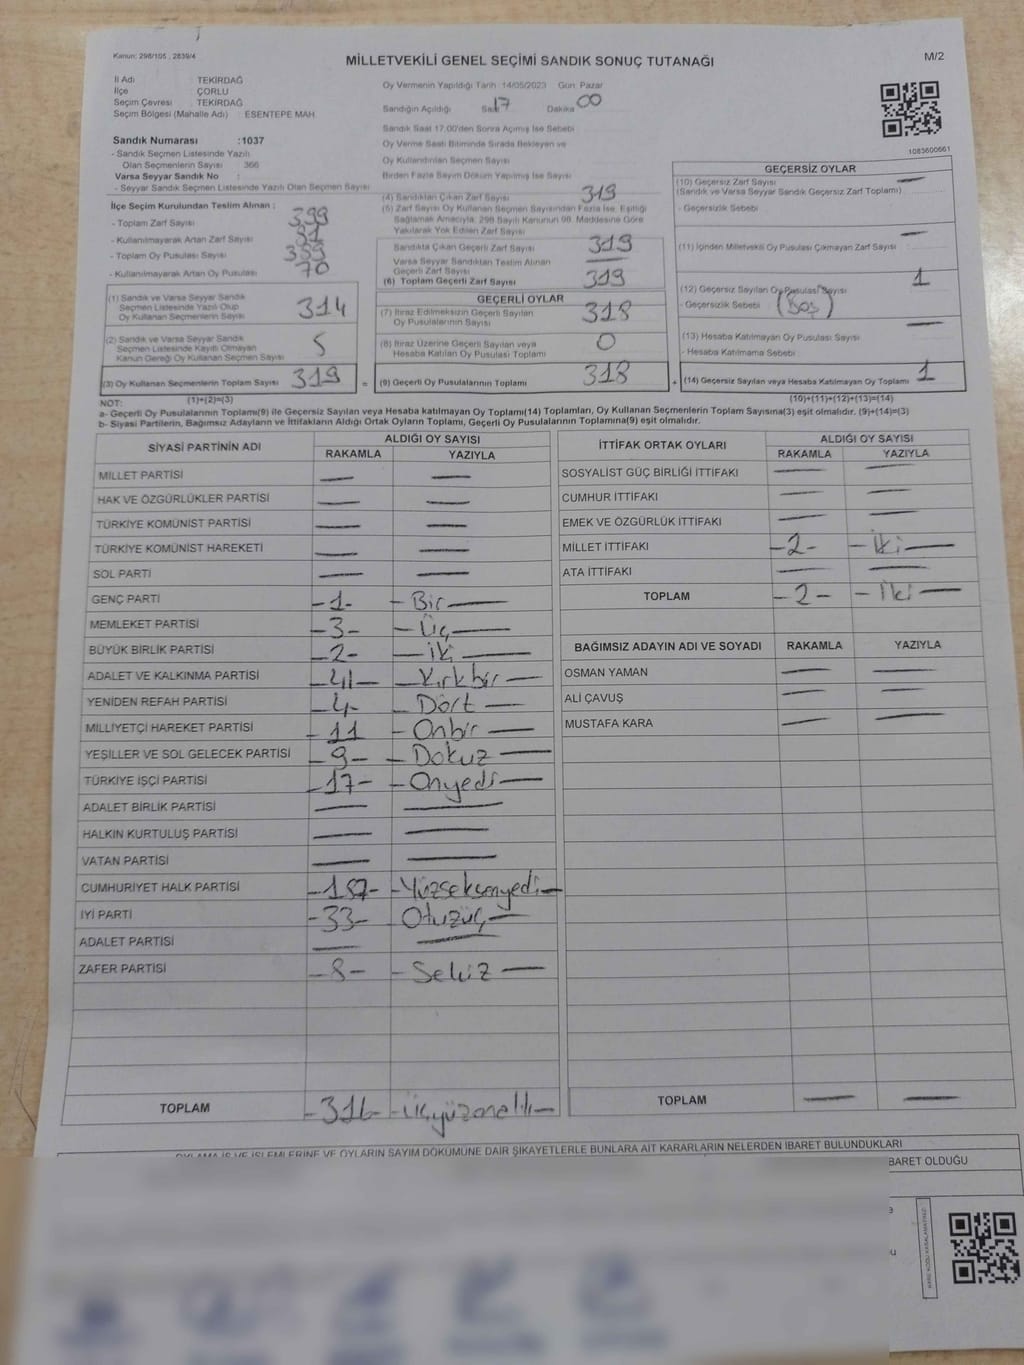 Kanun: 298/105 , 2839/4
MİLLETVEKİLİ GENEL SEÇİMİ SANDIK SONUÇ TUTANAĞI
M/2
İl Adı : TEKİRDAĞ
İlçe : ÇORLU
Seçim Çevresi : TEKİRDAĞ
Seçim Bölgesi (Mahalle Adı) : ESENTEPE MAH.
Oy Vermenin Yapıldığı Tarih :14/05/2023 Gün: Pazar
Sandığın Açıldığı Saat 17 Dakika 00
Sandık Saat 17.00'den Sonra Açımış İse Sebebi
Oy Verme Saati Bitiminde Sırada Bekleyen ve
Oy Kullandırılan Seçmen Sayısı
Birden Fazla Sayım Döküm Yapılmış İse Sayısı
1083600661
Sandık Numarası :1037
- Sandık Seçmen Listesinde Yazılı
Olan Seçmenlerin Sayısı 366
Varsa Seyyar Sandık No :
- Seyyar Sandık Seçmen Listesinde Yazılı Olan Seçmen Sayısı
İlçe Seçim Kurulundan Teslim Alınan :
- Toplam Zarf Sayısı 399
- Kullanılmayarak Artan Zarf Sayısı
- Toplam Oy Pusulası Sayısı
- Kullanılmayarak Artan Oy Pusulası 70
(1) Sandık ve Varsa Seyyar Sandık
Seçmen Listesinde Yazılı Olup
Oy Kullanan Seçmenlerin Sayısı 314
(2) Sandık ve Varsa Seyyar Sandık
Seçmen Listesinde Kayıtlı Olmayan
Kanun Gereği Oy Kullanan Seçmen Sayısı 5
(3) Oy Kullanan Seçmenlerin Toplam Sayısı 319 =
(1)+(2)=(3)
(4) Sandıktan Çıkan Zarf Sayısı 319
(5) Zarf Sayısı Oy Kullanan Seçmen Sayısından Fazla İse, Eşitliği
Sağlamak Amacıyla; 298 Sayılı Kanunun 98. Maddesine Göre
Yakılarak Yok Edilen Zarf Sayısı
Sandıkta Çıkan Geçerli Zarf Sayısı 319
Varsa Seyyar Sandıktan Teslim Alınan
Geçerli Zarf Sayısı —
(6) Toplam Geçerli Zarf Sayısı 319
GEÇERLİ OYLAR
(7) İtiraz Edilmeksizin Geçerli Sayılan
Oy Pusulalarının Sayısı 318
(8) İtiraz Üzerine Geçerli Sayılan veya
Hesaba Katılan Oy Pusulası Toplamı 0
(9) Geçerli Oy Pusulalarının Toplamı 318 +
GEÇERSİZ OYLAR
(10) Geçersiz Zarf Sayısı —
(Sandık ve Varsa Seyyar Sandık Geçersiz Zarf Toplamı)
- Geçersizlik Sebebi
(11) İçinden Milletvekili Oy Pusulası Çıkmayan Zarf Sayısı —
(12) Geçersiz Sayılan Oy Pusulası Sayısı 1
- Geçersizlik Sebebi (Boş)
(13) Hesaba Katılmayan Oy Pusulası Sayısı —
- Hesaba Katılmama Sebebi
(14) Geçersiz Sayılan veya Hesaba Katılmayan Oy Toplamı 1
(10)+(11)+(12)+(13)=(14)
NOT:
a- Geçerli Oy Pusulalarının Toplamı(9) ile Geçersiz Sayılan veya Hesaba katılmayan Oy Toplamı(14) Toplamları, Oy Kullanan Seçmenlerin Toplam Sayısına(3) eşit olmalıdır. (9)+(14)=(3)
b- Siyasi Partilerin, Bağımsız Adayların ve İttifakların Aldığı Ortak Oyların Toplamı, Geçerli Oy Pusulalarının Toplamına(9) eşit olmalıdır.
SİYASİ PARTİNİN ADI ALDIĞI OY SAYISI
RAKAMLA YAZIYLA
MİLLET PARTİSİ — —
HAK VE ÖZGÜRLÜKLER PARTİSİ — —
TÜRKİYE KOMÜNİST PARTİSİ — —
TÜRKİYE KOMÜNİST HAREKETİ — —
SOL PARTİ — —
GENÇ PARTİ -1- -Bir—
MEMLEKET PARTİSİ -3- -Üç—
BÜYÜK BİRLİK PARTİSİ -2- -İki—
ADALET VE KALKINMA PARTİSİ -41- -Kırkbir—
YENİDEN REFAH PARTİSİ -4- -Dört—
MİLLİYETÇİ HAREKET PARTİSİ -11 -Onbir—
YEŞİLLER VE SOL GELECEK PARTİSİ -9- -Dokuz—
TÜRKİYE İŞÇİ PARTİSİ -17- -Onyedi—
ADALET BİRLİK PARTİSİ — —
HALKIN KURTULUŞ PARTİSİ — —
VATAN PARTİSİ — —
CUMHURİYET HALK PARTİSİ -187- -Yüzseksenyedi—
İYİ PARTİ -33- Otuzüç—
ADALET PARTİSİ — —
ZAFER PARTİSİ -8- -Sekiz—
TOPLAM -316- -Üçyüzonaltı—
İTTİFAK ORTAK OYLARI ALDIĞI OY SAYISI
RAKAMLA YAZIYLA
SOSYALİST GÜÇ BİRLİĞİ İTTİFAKI — —
CUMHUR İTTİFAKI — —
EMEK VE ÖZGÜRLÜK İTTİFAKI — —
MİLLET İTTİFAKI -2- -İki—
ATA İTTİFAKI — —
TOPLAM -2- -İki—
BAĞIMSIZ ADAYIN ADI VE SOYADI RAKAMLA YAZIYLA
OSMAN YAMAN — —
ALİ ÇAVUŞ — —
MUSTAFA KARA — —
TOPLAM — —
OYLAMA İŞ VE İŞLEMLERİNE VE OYLARIN SAYIM DÖKÜMÜNE DAİR ŞİKAYETLERLE BUNLARA AİT KARARLARIN NELERDEN İBARET BULUNDUKLARI
BARET OLDUĞU